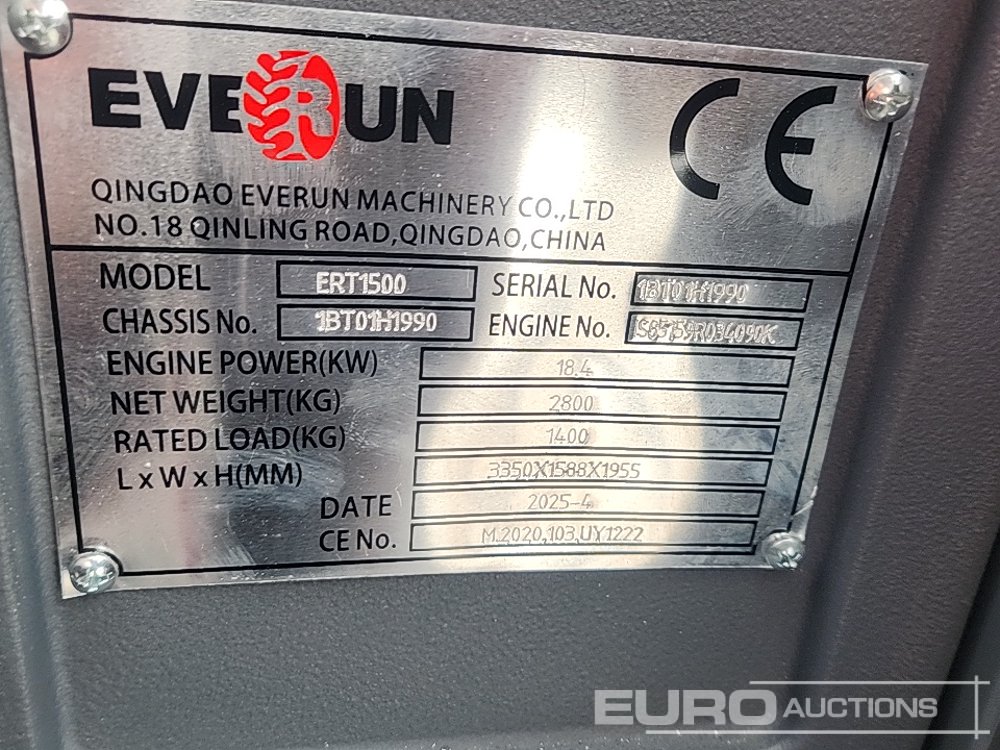 EVERUN CE
QINGDAO EVERUN MACHINERY CO.,LTD
NO.18 QINLING ROAD,QINGDAO,CHINA
MODEL ERT1500 SERIAL No. 1BT01H1990
CHASSIS No. 1BT01H1990 ENGINE No.
ENGINE POWER(KW) 18.4
NET WEIGHT(KG) 2800
RATED LOAD(KG) 1400
L x W x H(MM) 3350X1588X1955
DATE 2025-4
CE No. M.2020,103,UY1222
EURO AUCTIONS